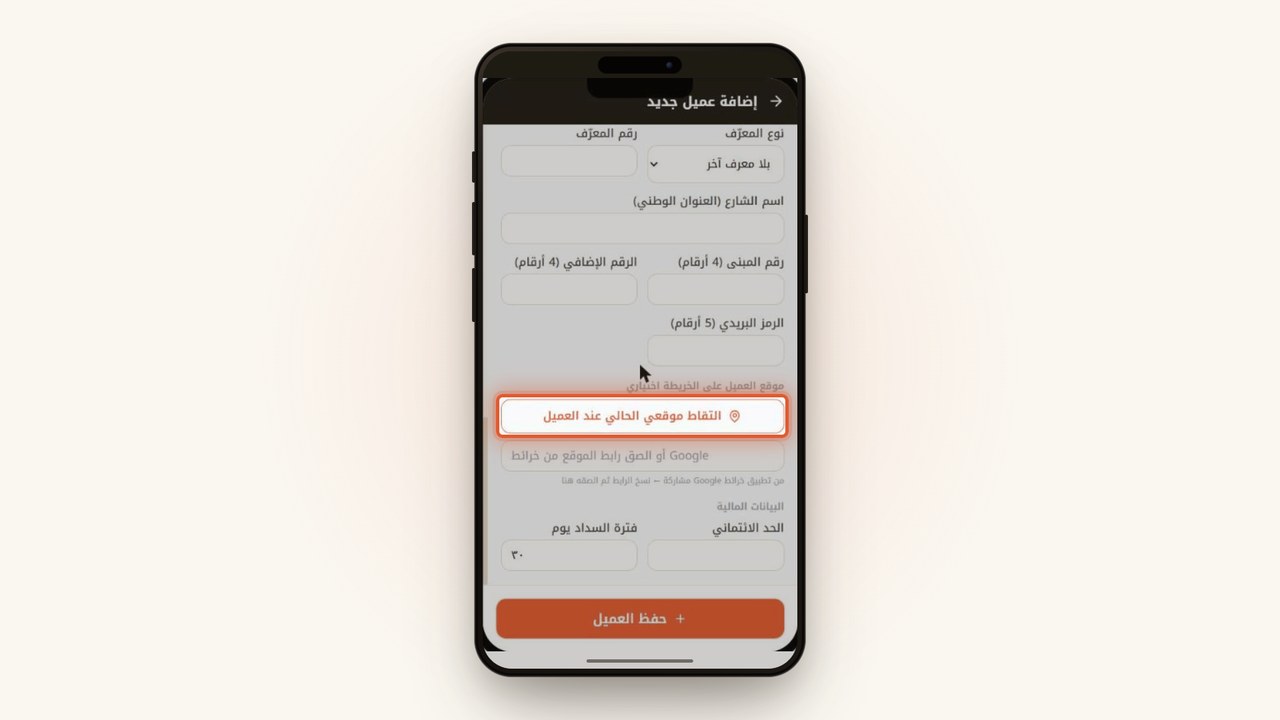 إضافة عميل جديد
نوع المعرّف
رقم المعرّف
بلا معرف آخر
اسم الشارع (العنوان الوطني)
رقم المبنى (4 أرقام)
الرقم الإضافي (4 أرقام)
الرمز البريدي (5 أرقام)
موقع العميل على الخريطة اختياري
التقاط موقعي الحالي عند العميل
أو الصق رابط الموقع من خرائط Google
من تطبيق خرائط Google مشاركة ← نسخ الرابط ثم الصقه هنا
البيانات المالية
الحد الائتماني
فترة السداد يوم
٣٠
+ حفظ العميل